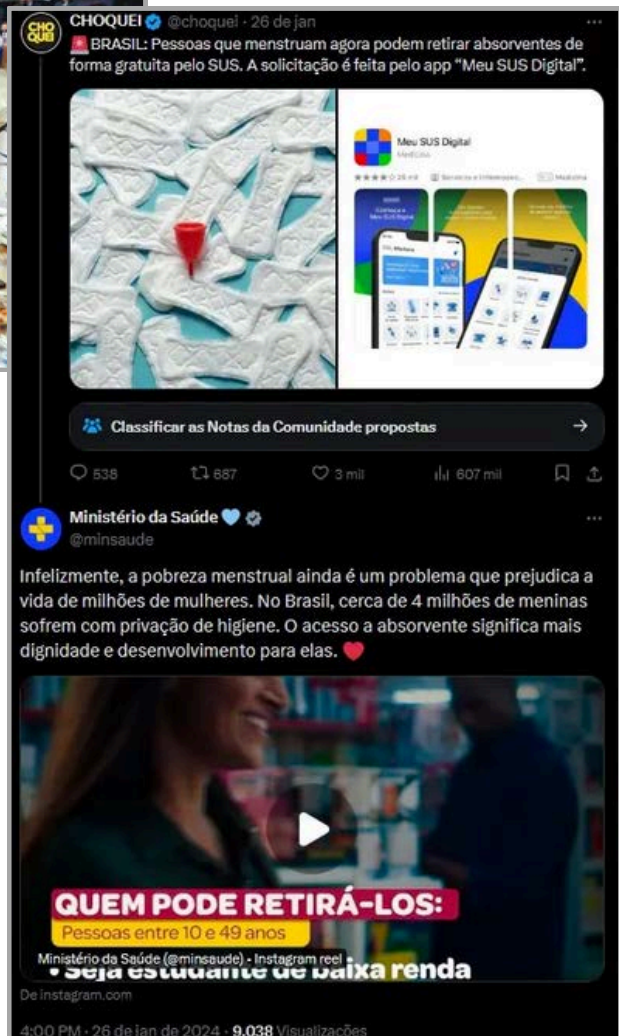 CHOQUEI @choquei · 26 de jan
CHO
QUEI
🚨BRASIL: Pessoas que menstruam agora podem retirar absorventes de
forma gratuita pelo SUS. A solicitação é feita pelo app “Meu SUS Digital”.
Meu SUS Digital
Classificar as Notas da Comunidade propostas
538 687 3 mil 607 mil
Ministério da Saúde 🩵
@minsaude
Infelizmente, a pobreza menstrual ainda é um problema que prejudica a
vida de milhões de mulheres. No Brasil, cerca de 4 milhões de meninas
sofrem com privação de higiene. O acesso a absorvente significa mais
dignidade e desenvolvimento para elas. ❤️
QUEM PODE RETIRÁ-LOS:
Pessoas entre 10 e 49 anos
Ministério da Saúde (@minsaude) - Instagram reel
• Seja estudante de baixa renda
De instagram.com
4:00 PM · 26 de jan de 2024 · 9.038 Visualizações